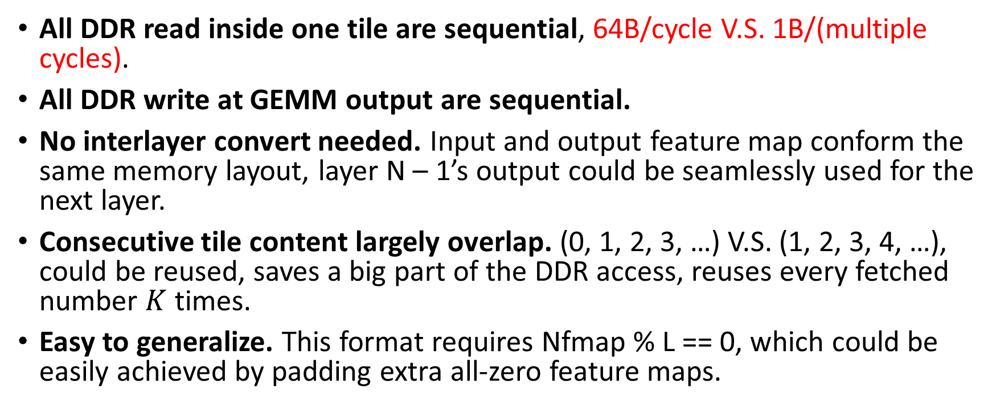 • All DDR read inside one tile are sequential, 64B/cycle V.S. 1B/(multiple
cycles).
• All DDR write at GEMM output are sequential.
• No interlayer convert needed. Input and output feature map conform the
same memory layout, layer N – 1’s output could be seamlessly used for the
next layer.
• Consecutive tile content largely overlap. (0, 1, 2, 3, …) V.S. (1, 2, 3, 4, …),
could be reused, saves a big part of the DDR access, reuses every fetched
number K times.
• Easy to generalize. This format requires Nfmap % L == 0, which could be
easily achieved by padding extra all-zero feature maps.